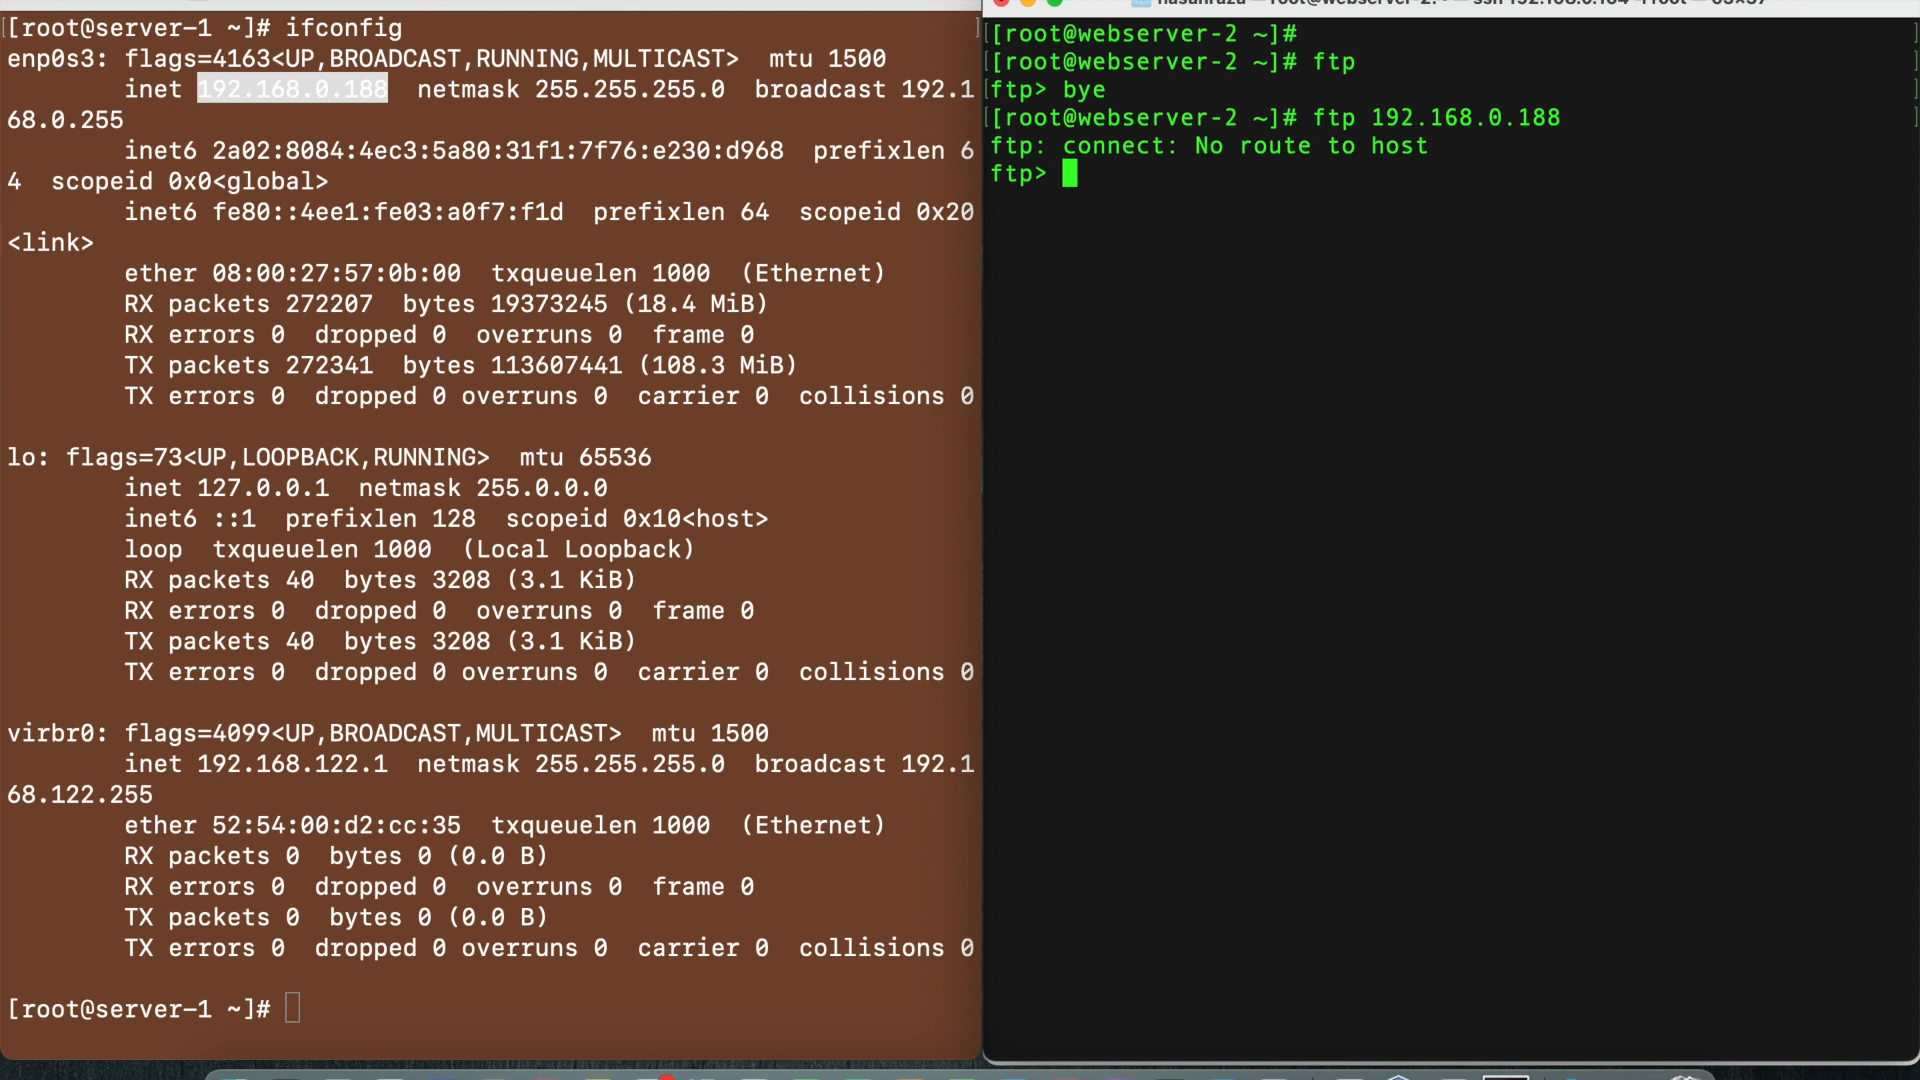 [root@server-1 ~]# ifconfig
enp0s3: flags=4163<UP,BROADCAST,RUNNING,MULTICAST>  mtu 1500
        inet 192.168.0.188  netmask 255.255.255.0  broadcast 192.1
68.0.255
        inet6 2a02:8084:4ec3:5a80:31f1:7f76:e230:d968  prefixlen 6
4  scopeid 0x0<global>
        inet6 fe80::4ee1:fe03:a0f7:f1d  prefixlen 64  scopeid 0x20
<link>
        ether 08:00:27:57:0b:00  txqueuelen 1000  (Ethernet)
        RX packets 272207  bytes 19373245 (18.4 MiB)
        RX errors 0  dropped 0  overruns 0  frame 0
        TX packets 272341  bytes 113607441 (108.3 MiB)
        TX errors 0  dropped 0 overruns 0  carrier 0  collisions 0

lo: flags=73<UP,LOOPBACK,RUNNING>  mtu 65536
        inet 127.0.0.1  netmask 255.0.0.0
        inet6 ::1  prefixlen 128  scopeid 0x10<host>
        loop  txqueuelen 1000  (Local Loopback)
        RX packets 40  bytes 3208 (3.1 KiB)
        RX errors 0  dropped 0  overruns 0  frame 0
        TX packets 40  bytes 3208 (3.1 KiB)
        TX errors 0  dropped 0 overruns 0  carrier 0  collisions 0

virbr0: flags=4099<UP,BROADCAST,MULTICAST>  mtu 1500
        inet 192.168.122.1  netmask 255.255.255.0  broadcast 192.1
68.122.255
        ether 52:54:00:d2:cc:35  txqueuelen 1000  (Ethernet)
        RX packets 0  bytes 0 (0.0 B)
        RX errors 0  dropped 0  overruns 0  frame 0
        TX packets 0  bytes 0 (0.0 B)
        TX errors 0  dropped 0 overruns 0  carrier 0  collisions 0

[root@server-1 ~]#
[root@webserver-2 ~]#
[root@webserver-2 ~]# ftp
ftp> bye
[root@webserver-2 ~]# ftp 192.168.0.188
ftp: connect: No route to host
ftp>